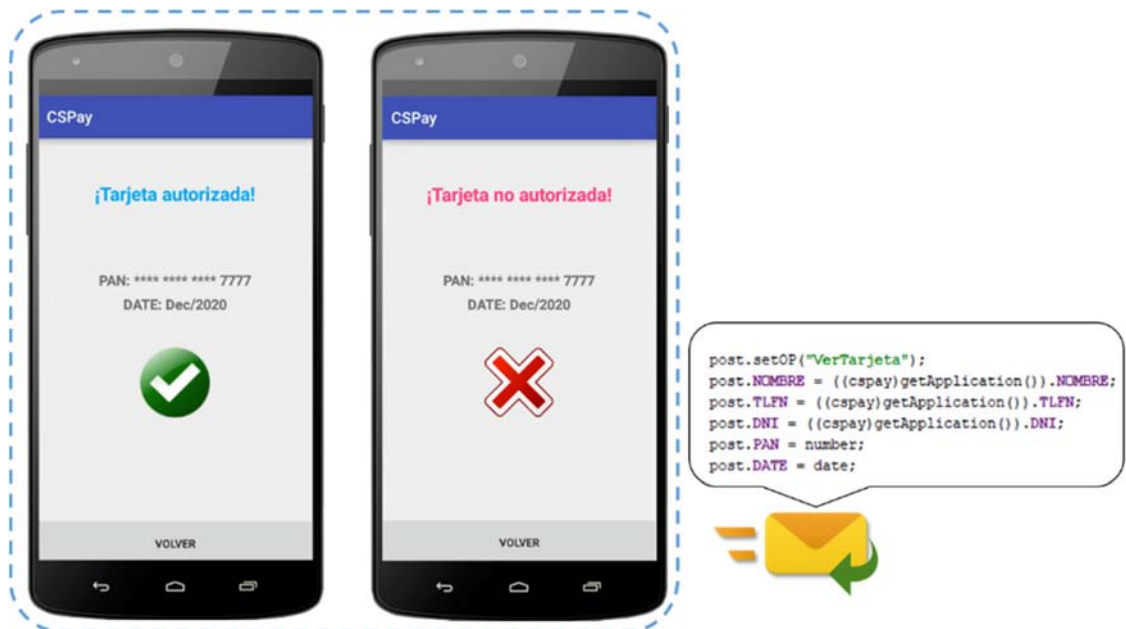 CSPay
¡Tarjeta autorizada!
PAN: **** **** **** 7777
DATE: Dec/2020
VOLVER
CSPay
¡Tarjeta no autorizada!
PAN: **** **** **** 7777
DATE: Dec/2020
VOLVER
post.setOP("VerTarjeta");
post.NOMBRE = ((cspay)getApplication()).NOMBRE;
post.TLFN = ((cspay)getApplication()).TLFN;
post.DNI = ((cspay)getApplication()).DNI;
post.PAN = number;
post.DATE = date;